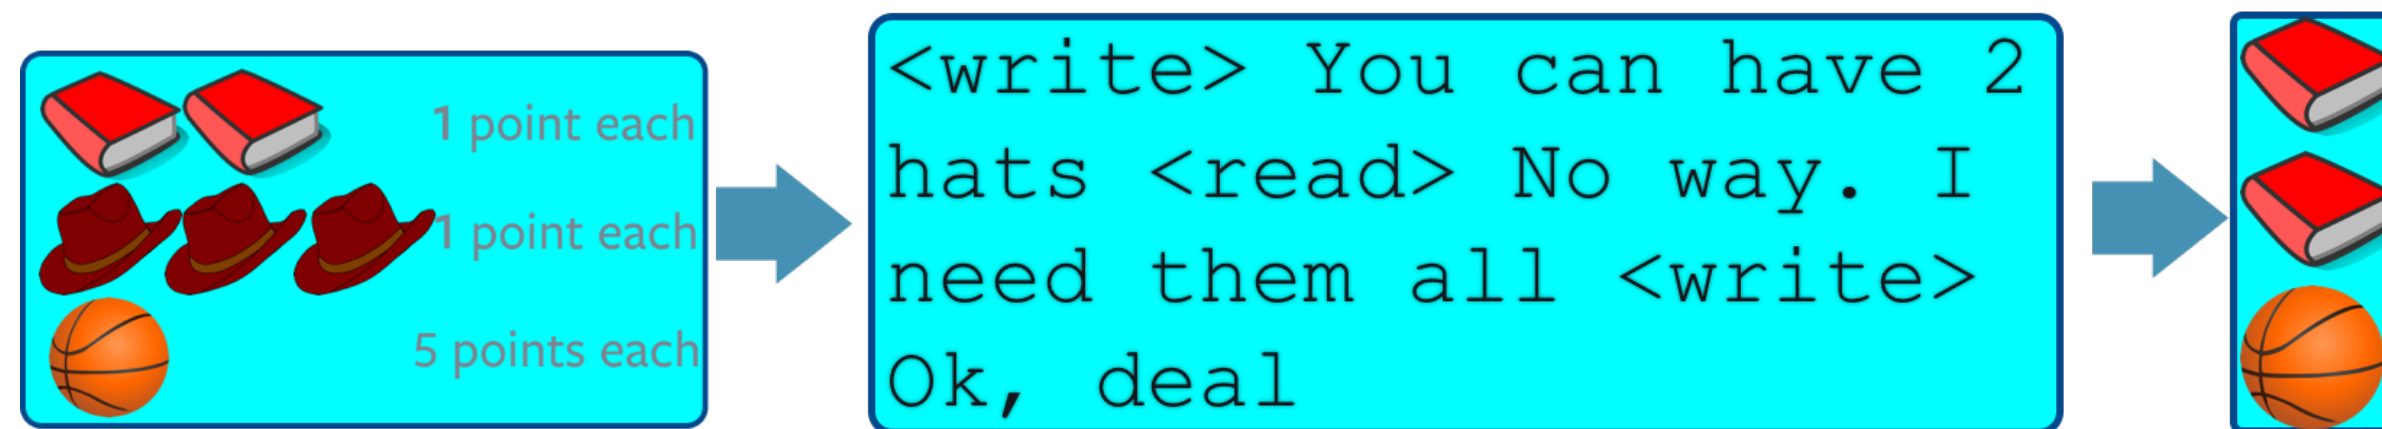 1 point each
1 point each
5 points each
<write> You can have 2
hats <read> No way. I
need them all <write>
Ok, deal